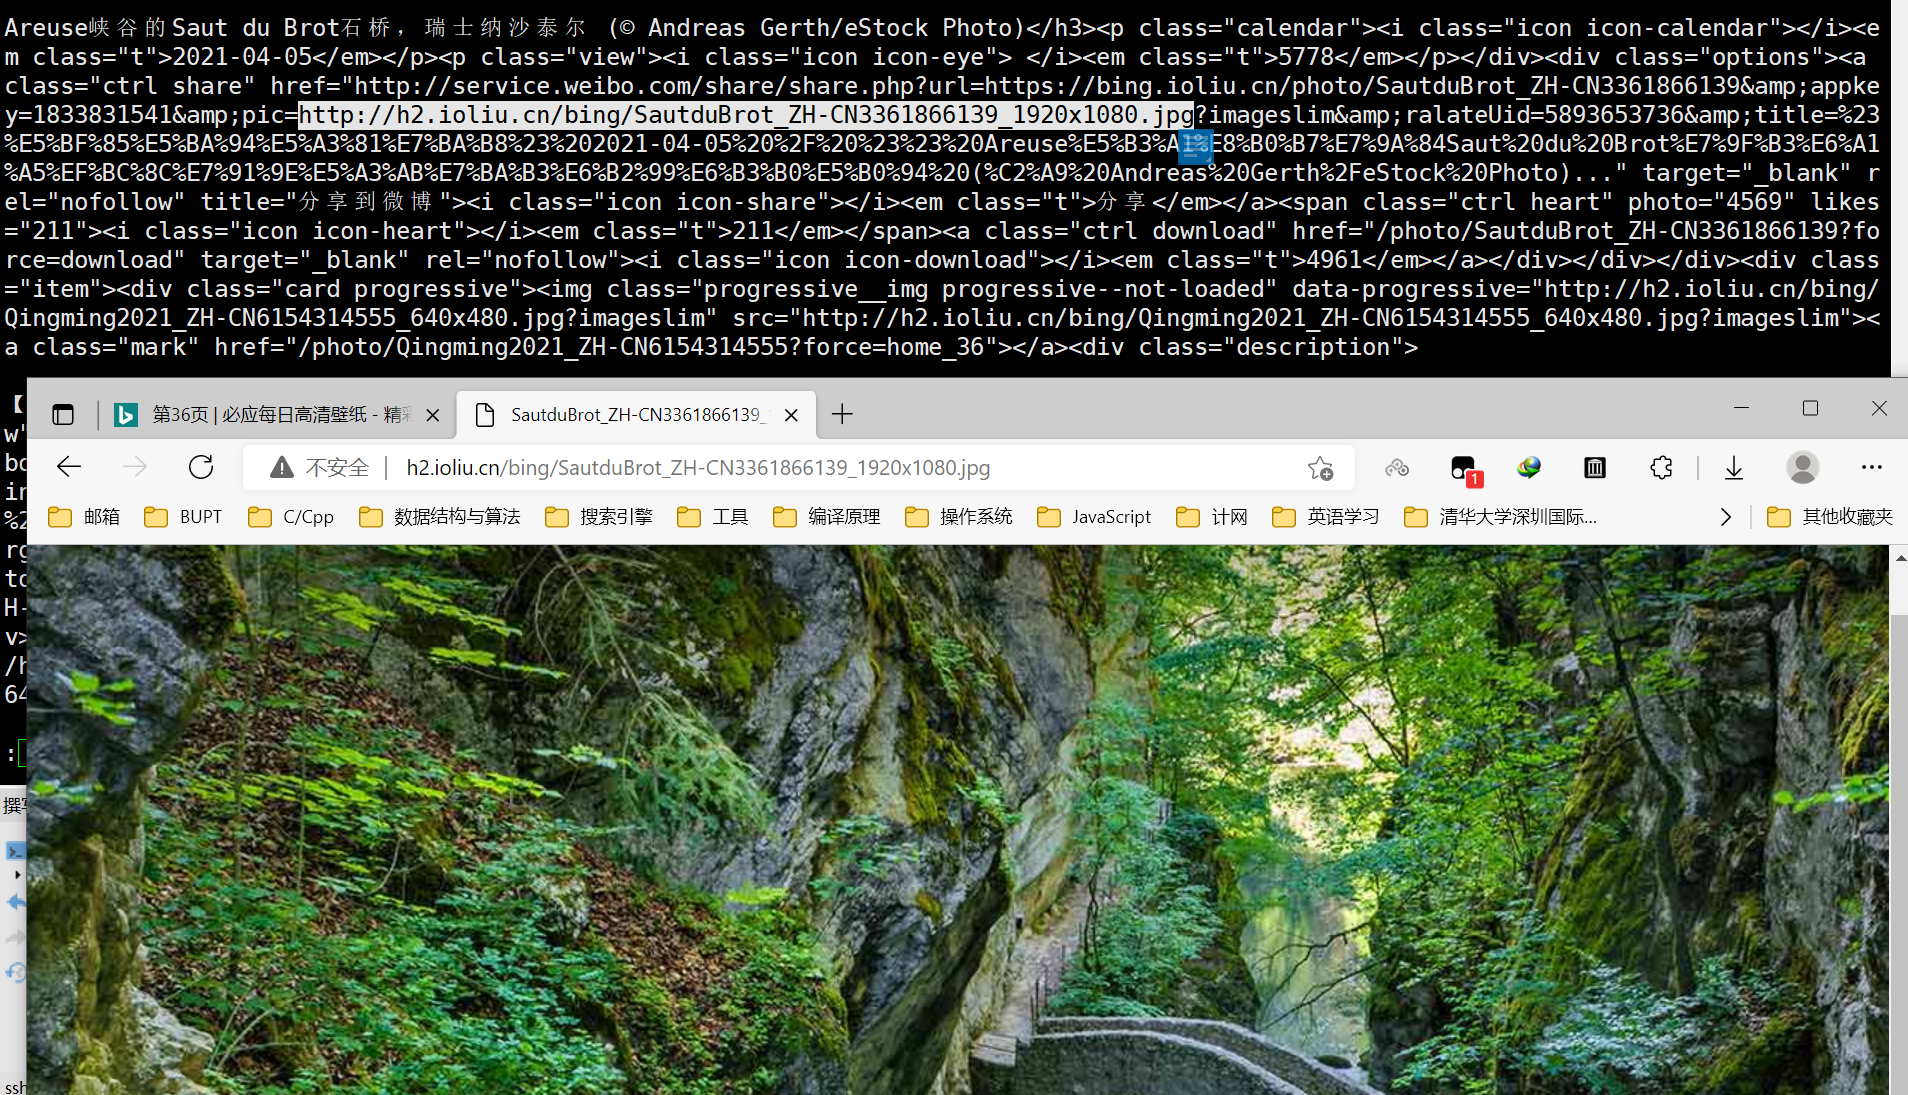 Areuse峡谷的Saut du Brot石桥，瑞士纳沙泰尔 (© Andreas Gerth/eStock Photo)</h3><p class="calendar"><i class="icon icon-calendar"></i><e
m class="t">2021-04-05</em></p><p class="view"><i class="icon icon-eye"> </i><em class="t">5778</em></p></div><div class="options"><a
class="ctrl share" href="http://service.weibo.com/share/share.php?url=https://bing.ioliu.cn/photo/SautduBrot_ZH-CN3361866139&amp;appke
y=1833831541&amp;pic=http://h2.ioliu.cn/bing/SautduBrot_ZH-CN3361866139_1920x1080.jpg?imageslim&amp;ralateUid=5893653736&amp;title=%23
%E5%BF%85%E5%BA%94%E5%A3%81%E7%BA%B8%23%202021-04-05%20%2F%20%23%23%20Areuse%E5%B3%A1%E8%B0%B7%E7%9A%84Saut%20du%20Brot%E7%9F%B3%E6%A1
%A5%EF%BC%8C%E7%91%9E%E5%A3%AB%E7%BA%B3%E6%B2%99%E6%B3%B0%E5%B0%94%20(%C2%A9%20Andreas%20Gerth%2FeStock%20Photo)..." target="_blank" r
el="nofollow" title="分享到微博"><i class="icon icon-share"></i><em class="t">分享</em></a><span class="ctrl heart" photo="4569" likes
="211"><i class="icon icon-heart"></i><em class="t">211</em></span><a class="ctrl download" href="/photo/SautduBrot_ZH-CN3361866139?fo
rce=download" target="_blank" rel="nofollow"><i class="icon icon-download"></i><em class="t">4961</em></a></div></div></div><div class
="item"><div class="card progressive"><img class="progressive__img progressive--not-loaded" data-progressive="http://h2.ioliu.cn/bing/
Qingming2021_ZH-CN6154314555_640x480.jpg?imageslim" src="http://h2.ioliu.cn/bing/Qingming2021_ZH-CN6154314555_640x480.jpg?imageslim"><
a class="mark" href="/photo/Qingming2021_ZH-CN6154314555?force=home_36"></a><div class="description">
【
w"
bo
in
%2
rg
to
H-
v>
/h
64
:
第36页 | 必应每日高清壁纸 - 精彩
SautduBrot_ZH-CN3361866139_
不安全
h2.ioliu.cn/bing/SautduBrot_ZH-CN3361866139_1920x1080.jpg
1
邮箱 BUPT C/Cpp 数据结构与算法 搜索引擎 工具 编译原理 操作系统 JavaScript 计网 英语学习 清华大学深圳国际... 其他收藏夹
撰写
ssh